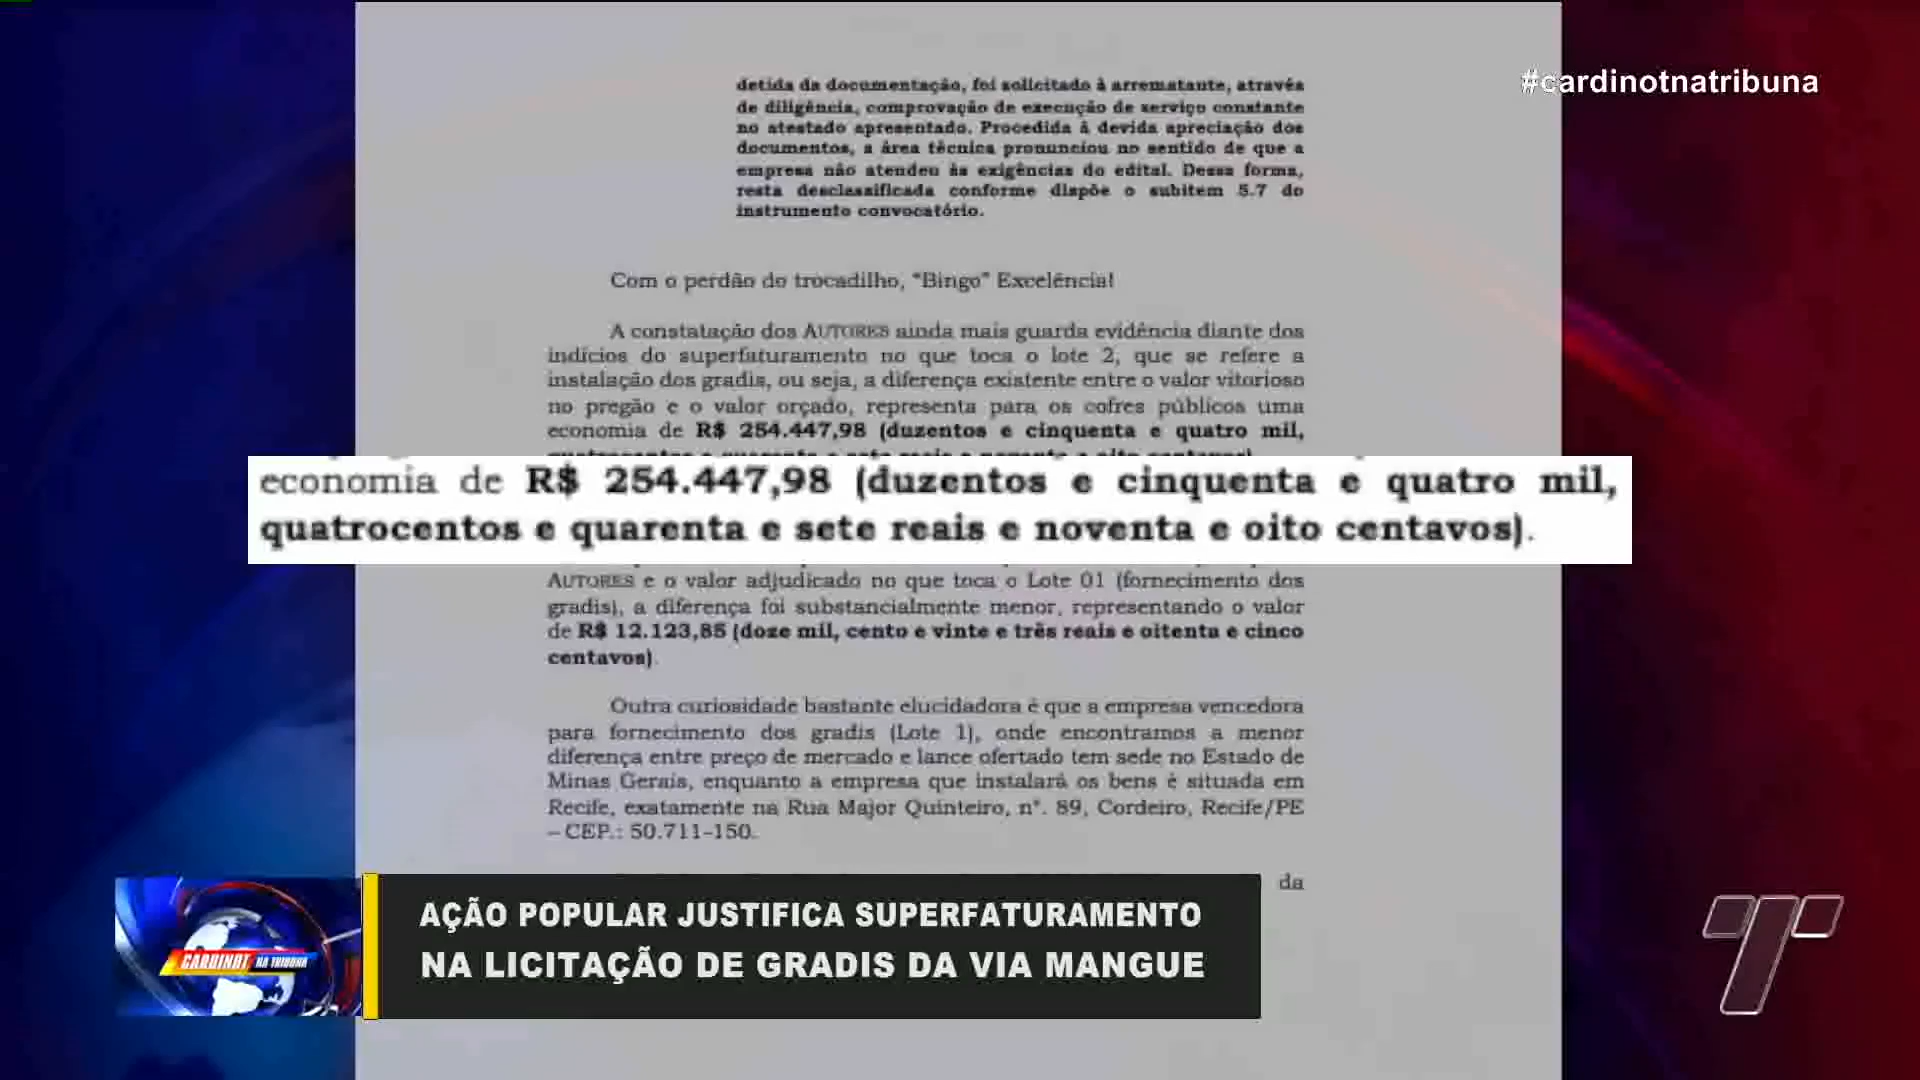 #cardinotnatribuna
detida da documentação, foi solicitado à arrematante, através
de diligência, comprovação de execução de serviço constante
no atestado apresentado. Procedida à devida apreciação dos
documentos, a área técnica pronunciou no sentido de que a
empresa não atendeu às exigências do edital. Dessa forma,
resta desclassificada conforme dispõe o subitem 5.7 do
instrumento convocatório.
Com o perdão do trocadilho, “Bingo” Excelência!
A constatação dos AUTORES ainda mais guarda evidência diante dos
indícios do superfaturamento no que toca o lote 2, que se refere a
instalação dos gradis, ou seja, a diferença existente entre o valor vitorioso
no pregão e o valor orçado, representa para os cofres públicos uma
economia de R$ 254.447,98 (duzentos e cinquenta e quatro mil,
economia de R$ 254.447,98 (duzentos e cinquenta e quatro mil,
quatrocentos e quarenta e sete reais e noventa e oito centavos).
AUTORES e o valor adjudicado no que toca o Lote 01 (fornecimento dos
gradis), a diferença foi substancialmente menor, representando o valor
de R$ 12.123,85 (doze mil, cento e vinte e três reais e oitenta e cinco
centavos).
Outra curiosidade bastante elucidadora é que a empresa vencedora
para fornecimento dos gradis (Lote 1), onde encontramos a menor
diferença entre preço de mercado e lance ofertado tem sede no Estado de
Minas Gerais, enquanto a empresa que instalará os bens é situada em
Recife, exatamente na Rua Major Quinteiro, nº. 89, Cordeiro, Recife/PE
– CEP.: 50.711-150.
da
CARDINOT NA TRIBUNA
AÇÃO POPULAR JUSTIFICA SUPERFATURAMENTO
NA LICITAÇÃO DE GRADIS DA VIA MANGUE